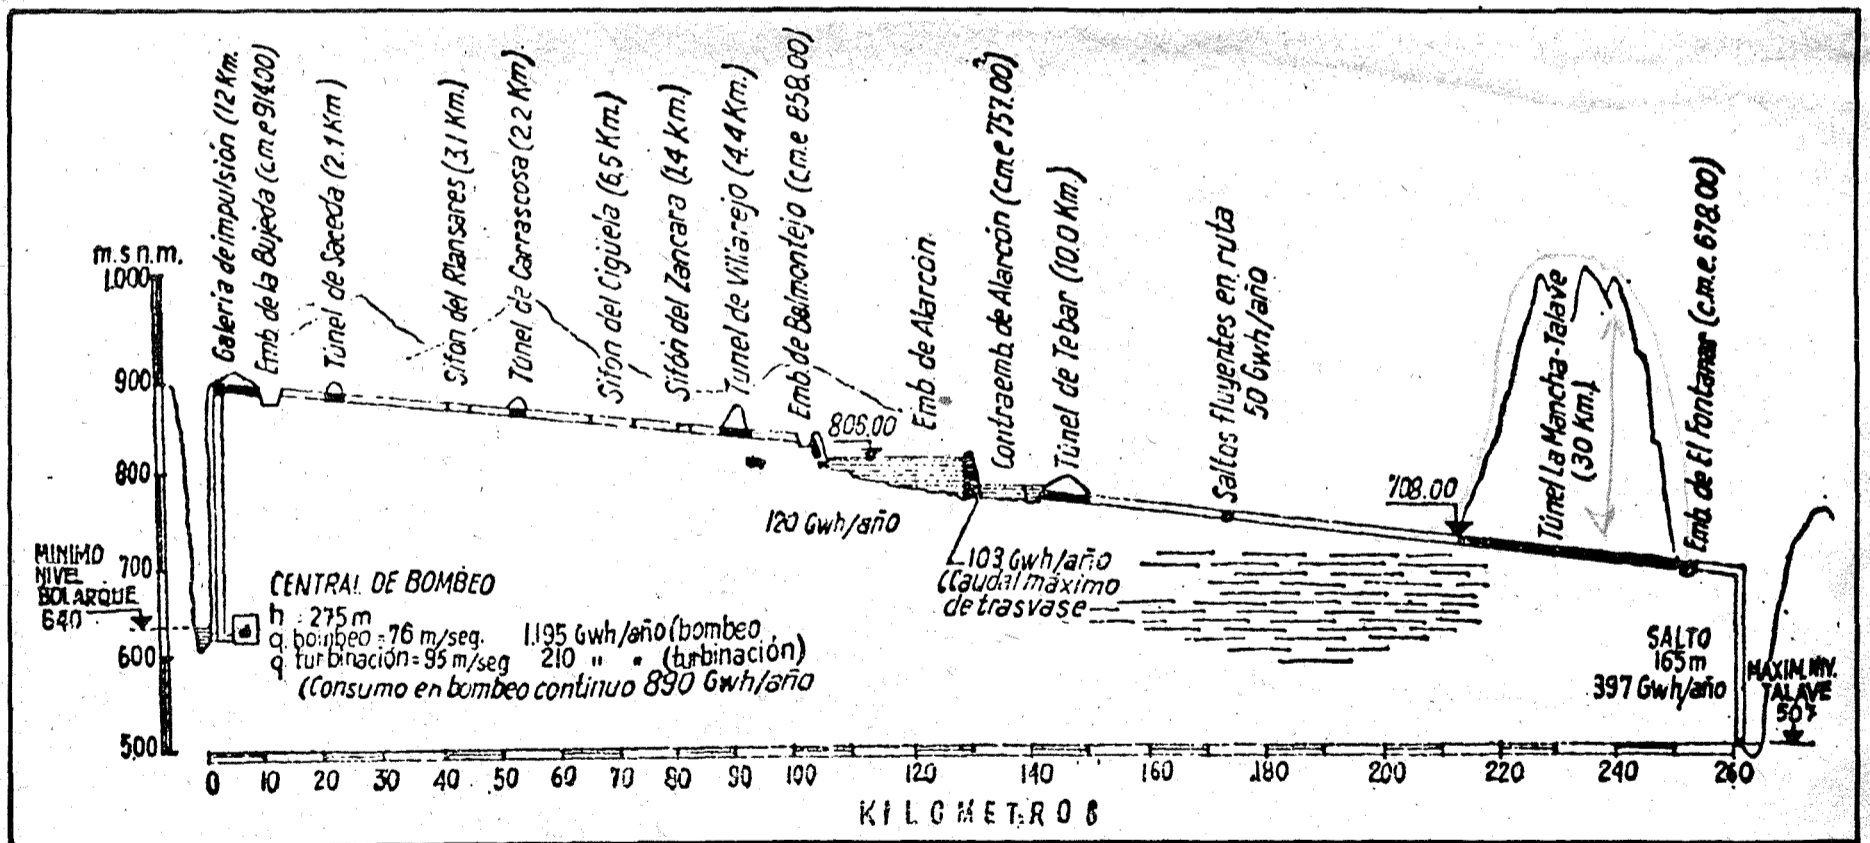 Galeria de impulsión (12 Km.
Emb. de la Bujeda (c.m.e 914.00)
Túnel de Saceda (2.1 Km)
Sifon del Riansares (3.1 Km.)
Túnel de Carrascosa (2.2 Km.)
Sifon del Cigüela (6,5 Km.)
Sifón del Záncara (1.4 Km.)
Tunel de Villarejo (4.4 Km.)
Emb. de Balmontejo (c.m.e 858.00)
Emb. de Alarcón
Contraemb. de Alarcón (c.m.e 757.00)
Túnel de Tebar (10.0 Km.)
Saltos fluyentes en ruta
50 Gwh/año
Túnel La Mancha-Talave
(30 Km.)
Emb. de El Fontanar (c.m.e. 678.00)
m.s n.m.
1.000
900
800
700
600
500
806.00
708.00
120 Gwh/año
103 Gwh/año
(Caudal máximo
de trasvase
MINIMO
NIVEL
BOLARQUE
640
CENTRAL DE BOMBEO
h = 275 m
q bombeo = 76 m/seg. 1.195 Gwh/año (bombeo
q turbinación = 95 m/seg 210 " " (turbinación)
(Consumo en bombeo continuo 890 Gwh/año
SALTO
165 m
397 Gwh/año
MAXIM. NIV.
TALAVE
507
0 10 20 30 40 50 60 70 80 90 100 120 140 160 180 200 220 240 260
KILOMETROS